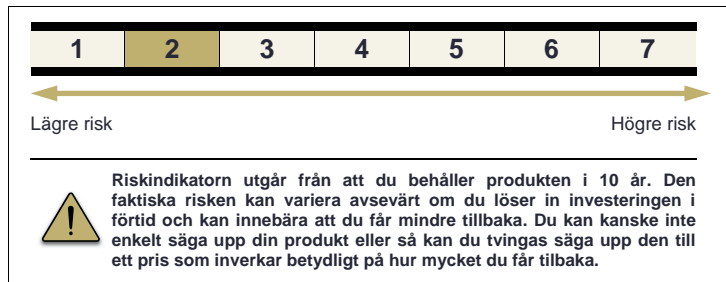 1 2 3 4 5 6 7
Lägre risk Högre risk
Riskindikatorn utgår från att du behåller produkten i 10 år. Den
faktiska risken kan variera avsevärt om du löser in investeringen i
förtid och kan innebära att du får mindre tillbaka. Du kan kanske inte
enkelt säga upp din produkt eller så kan du tvingas säga upp den till
ett pris som inverkar betydligt på hur mycket du får tilbaka.